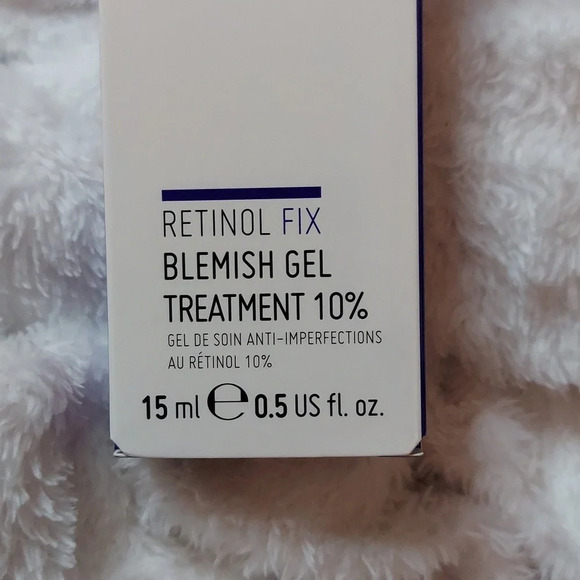 RETINOL FIX
BLEMISH GEL
TREATMENT 10%
GEL DE SOIN ANTI-IMPERFECTIONS
AU RÉTINOL 10%
15 ml ℮ 0.5 US fl. oz.